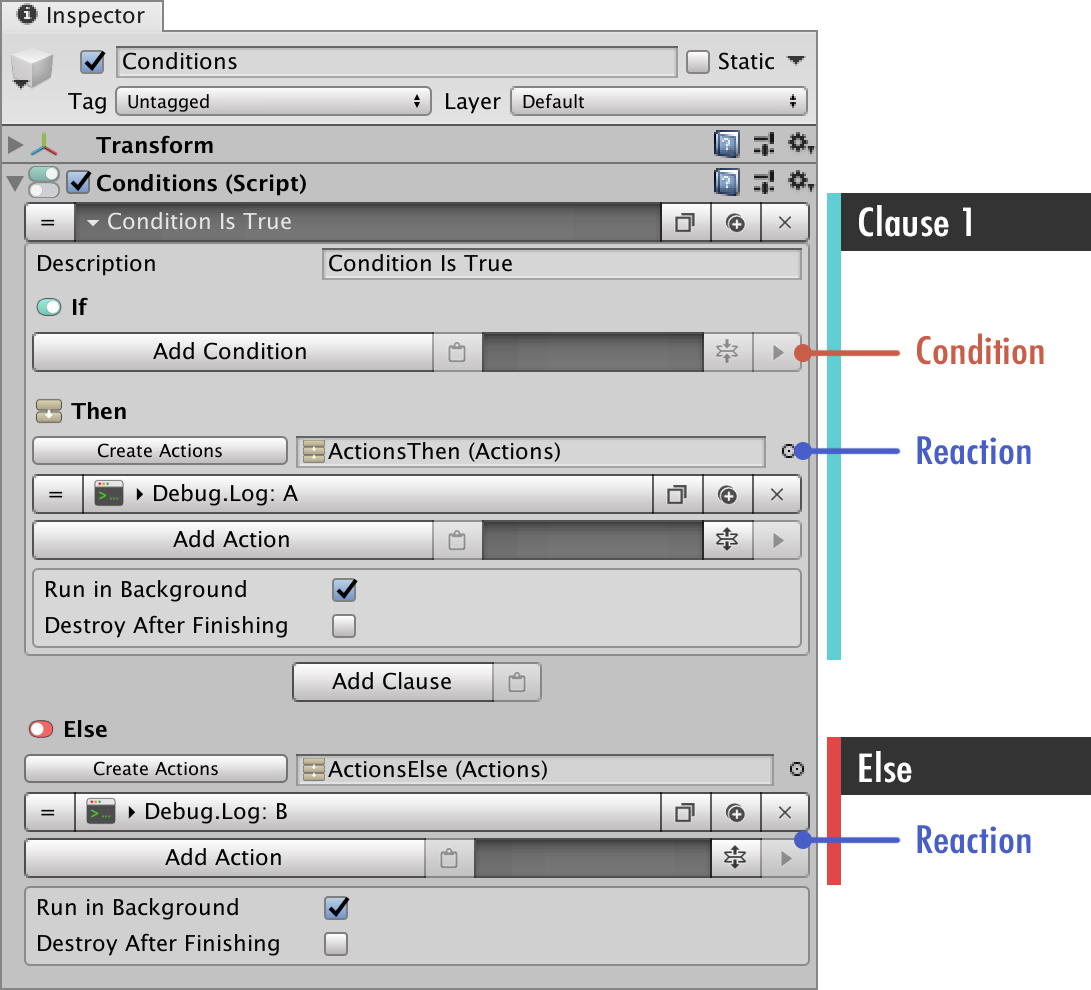 Inspector
Conditions Static
Tag Untagged Layer Default
Transform
Conditions (Script)
= Condition Is True
Clause 1
Description Condition Is True
If
Add Condition
Condition
Then
Create Actions ActionsThen (Actions)
Reaction
= Debug.Log: A
Add Action
Run in Background
Destroy After Finishing
Add Clause
Else
Else
Create Actions ActionsElse (Actions)
= Debug.Log: B
Reaction
Add Action
Run in Background
Destroy After Finishing